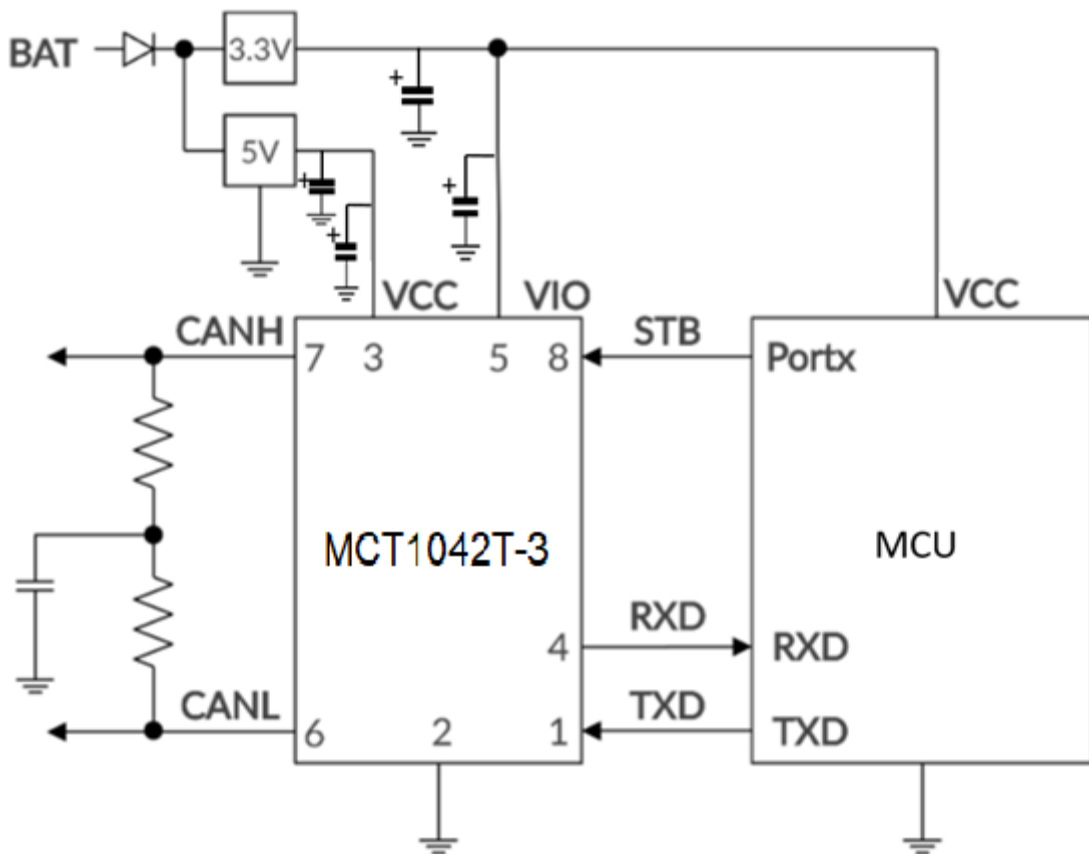 3.3V
BAT
5V
VCC VIO VCC
CANH STB
7 3 5 8 Portx
MCT1042T-3 MCU
RXD
4 RXD
CANL TXD
6 2 1 TXD